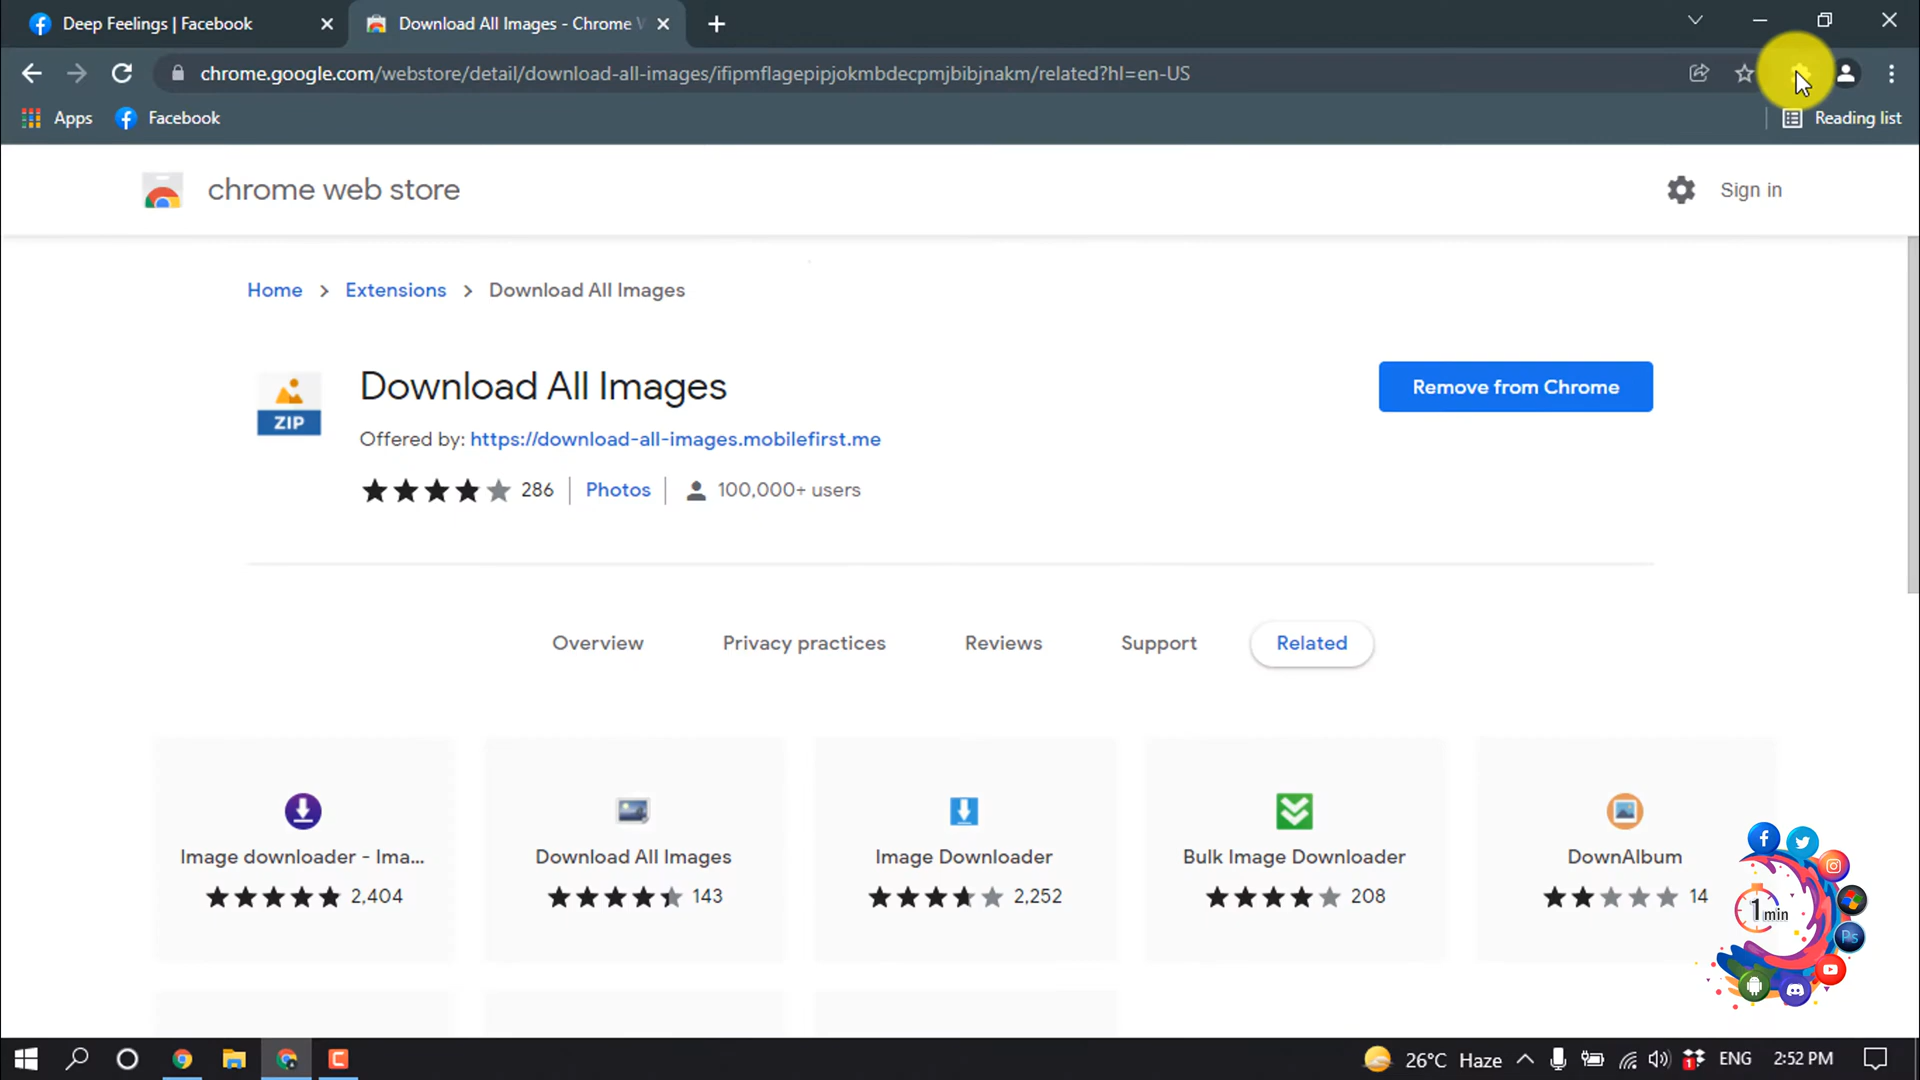 Deep Feelings | Facebook
Download All Images - Chrome W
chrome.google.com/webstore/detail/download-all-images/ifipmflagepipjokmbdecpmjbibjnakm/related?hl=en-US
Apps
Facebook
Reading list
chrome web store
Sign in
Home > Extensions > Download All Images
Download All Images
Remove from Chrome
ZIP
Offered by: https://download-all-images.mobilefirst.me
286
Photos
100,000+ users
Overview
Privacy practices
Reviews
Support
Related
Image downloader - Ima...
2,404
Download All Images
143
Image Downloader
2,252
Bulk Image Downloader
208
DownAlbum
14
1 min
Ps
26°C Haze
1
ENG
2:52 PM